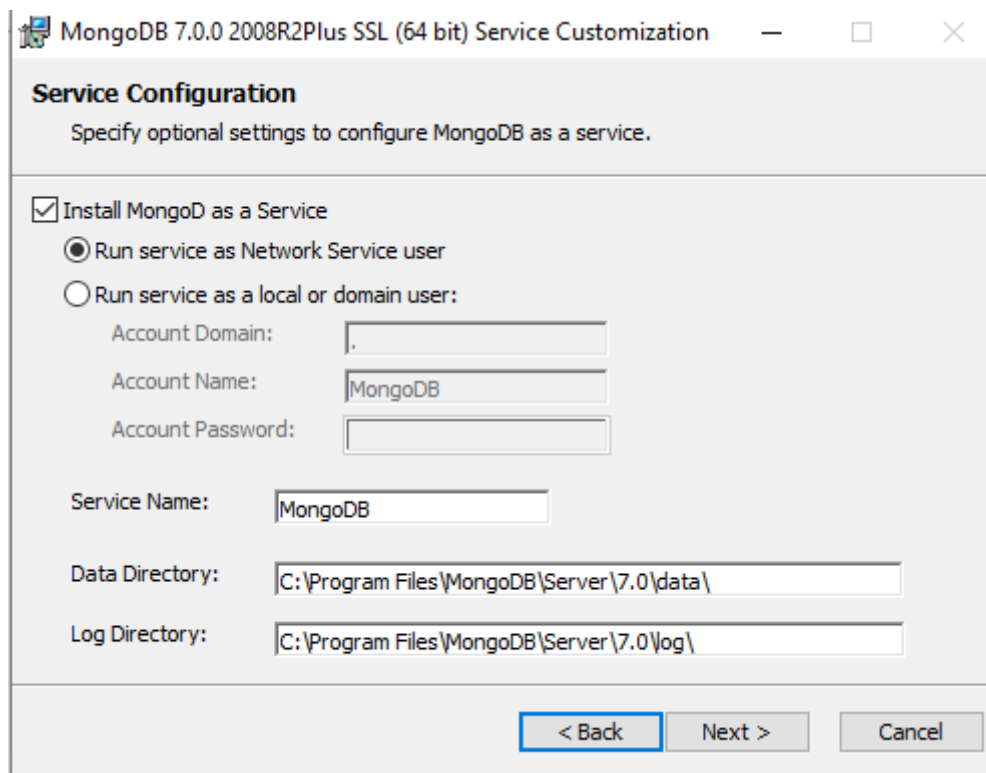 MongoDB 7.0.0 2008R2Plus SSL (64 bit) Service Customization
Service Configuration
Specify optional settings to configure MongoDB as a service.
Install MongoD as a Service
Run service as Network Service user
Run service as a local or domain user:
Account Domain: .
Account Name: MongoDB
Account Password:
Service Name: MongoDB
Data Directory: C:\Program Files\MongoDB\Server\7.0\data\
Log Directory: C:\Program Files\MongoDB\Server\7.0\log\
< Back Next > Cancel